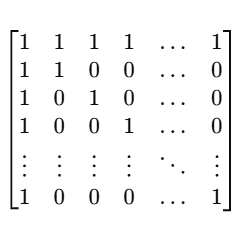 1 1 1 1 … 1
1 1 0 0 … 0
1 0 1 0 … 0
1 0 0 1 … 0
⋮ ⋮ ⋮ ⋮ ⋱ ⋮
1 0 0 0 … 1